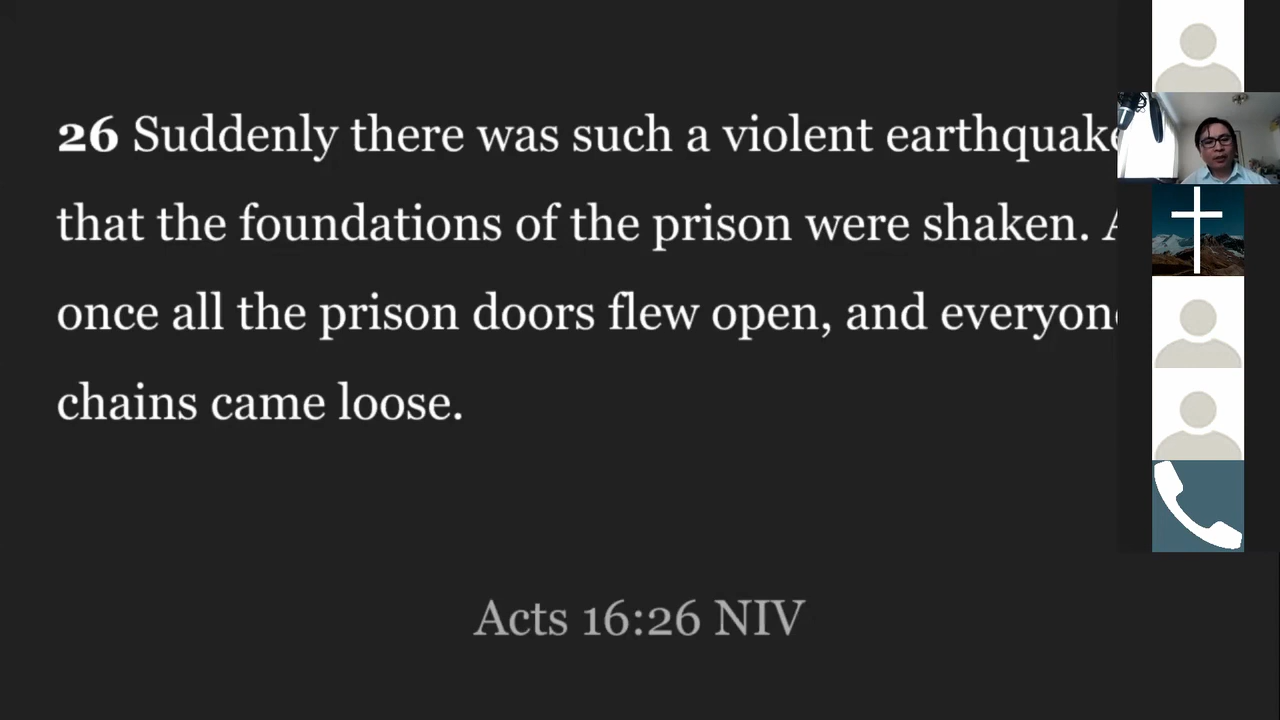 26 Suddenly there was such a violent earthquake
that the foundations of the prison were shaken.
once all the prison doors flew open, and
chains came loose.
Acts 16:26 NIV